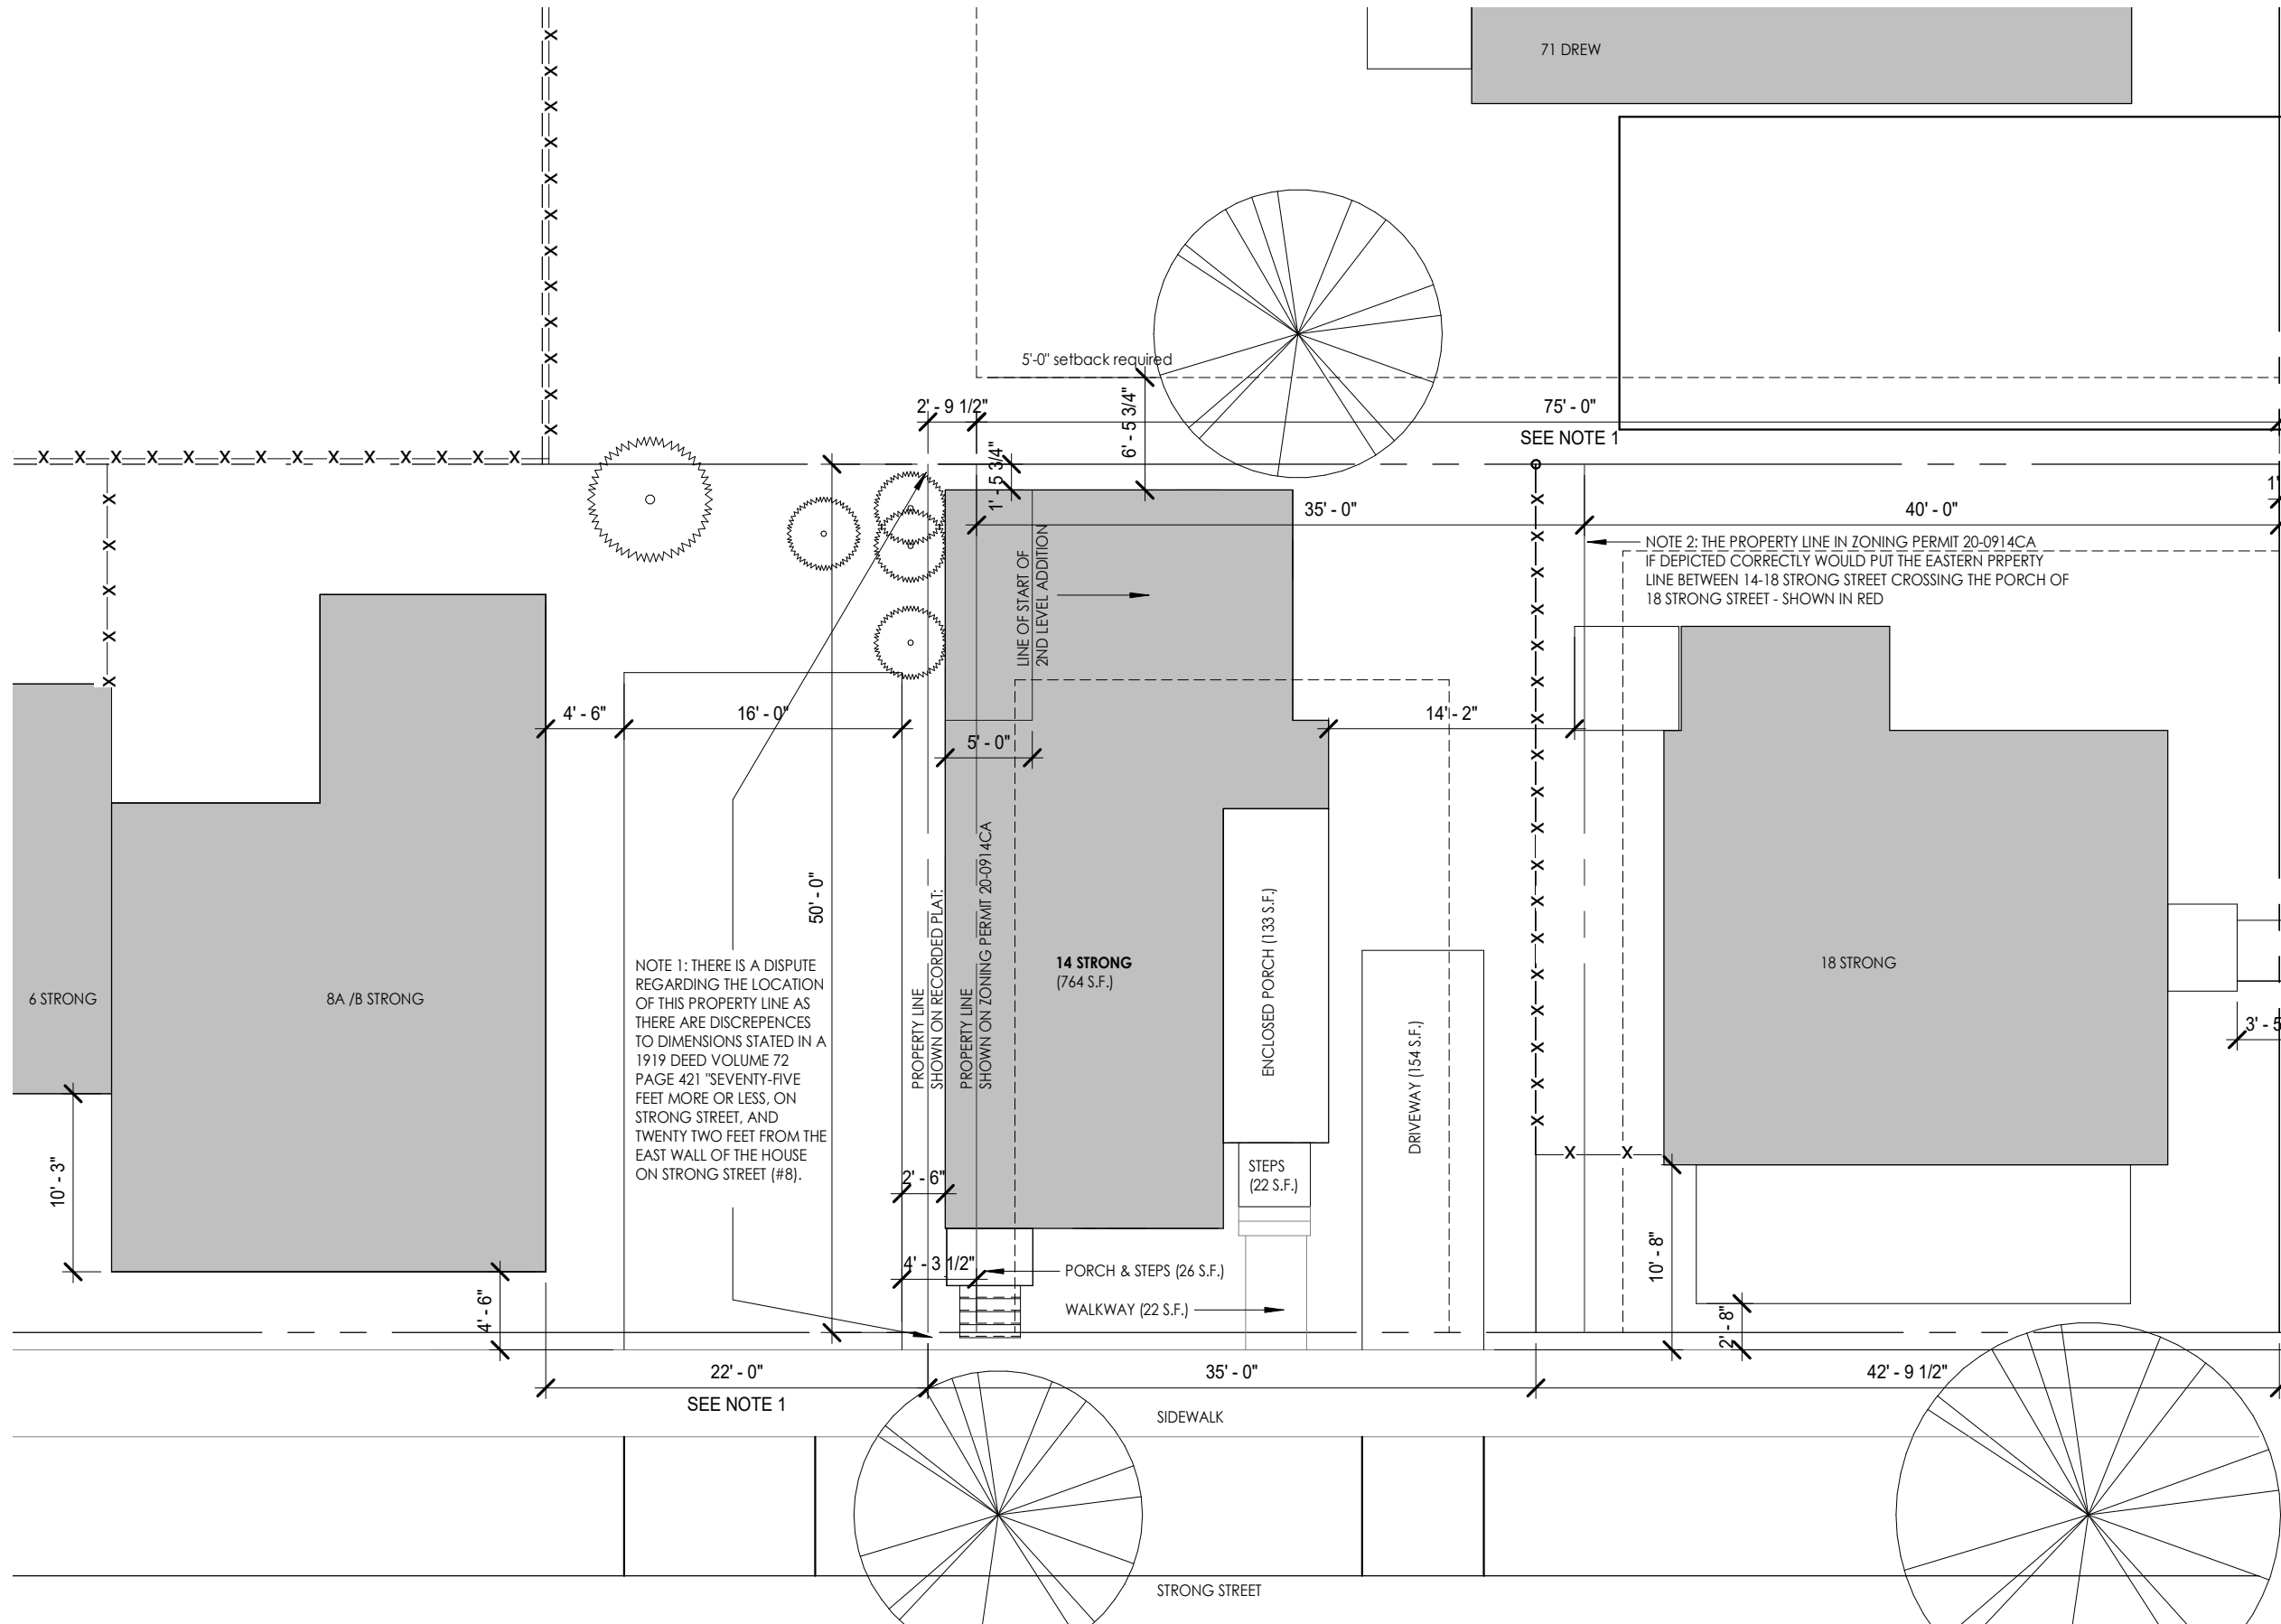 71 DREW
5'-0" setback required
2' - 9 1/2"
6' - 5 3/4"
75' - 0"
SEE NOTE 1
1' - 5 3/4"
1'
35' - 0"
40' - 0"
NOTE 2: THE PROPERTY LINE IN ZONING PERMIT 20-0914CA
IF DEPICTED CORRECTLY WOULD PUT THE EASTERN PRPERTY
LINE BETWEEN 14-18 STRONG STREET CROSSING THE PORCH OF
18 STRONG STREET - SHOWN IN RED
LINE OF START OF
2ND LEVEL ADDITION
4' - 6"
16' - 0"
14' - 2"
5' - 0"
50' - 0"
PROPERTY LINE
SHOWN ON RECORDED PLAT:
PROPERTY LINE
SHOWN ON ZONING PERMIT 20-0914CA
ENCLOSED PORCH (133 S.F.)
14 STRONG
(764 S.F.)
18 STRONG
6 STRONG
8A /B STRONG
NOTE 1: THERE IS A DISPUTE
REGARDING THE LOCATION
OF THIS PROPERTY LINE AS
THERE ARE DISCREPENCES
TO DIMENSIONS STATED IN A
1919 DEED VOLUME 72
PAGE 421 "SEVENTY-FIVE
FEET MORE OR LESS, ON
STRONG STREET, AND
TWENTY TWO FEET FROM THE
EAST WALL OF THE HOUSE
ON STRONG STREET (#8).
DRIVEWAY (154 S.F.)
3' - 5
10' - 3"
2' - 6"
STEPS
(22 S.F.)
4' - 3 1/2"
PORCH & STEPS (26 S.F.)
10' - 8"
WALKWAY (22 S.F.)
4' - 6"
2' - 8"
22' - 0"
SEE NOTE 1
35' - 0"
42' - 9 1/2"
SIDEWALK
STRONG STREET